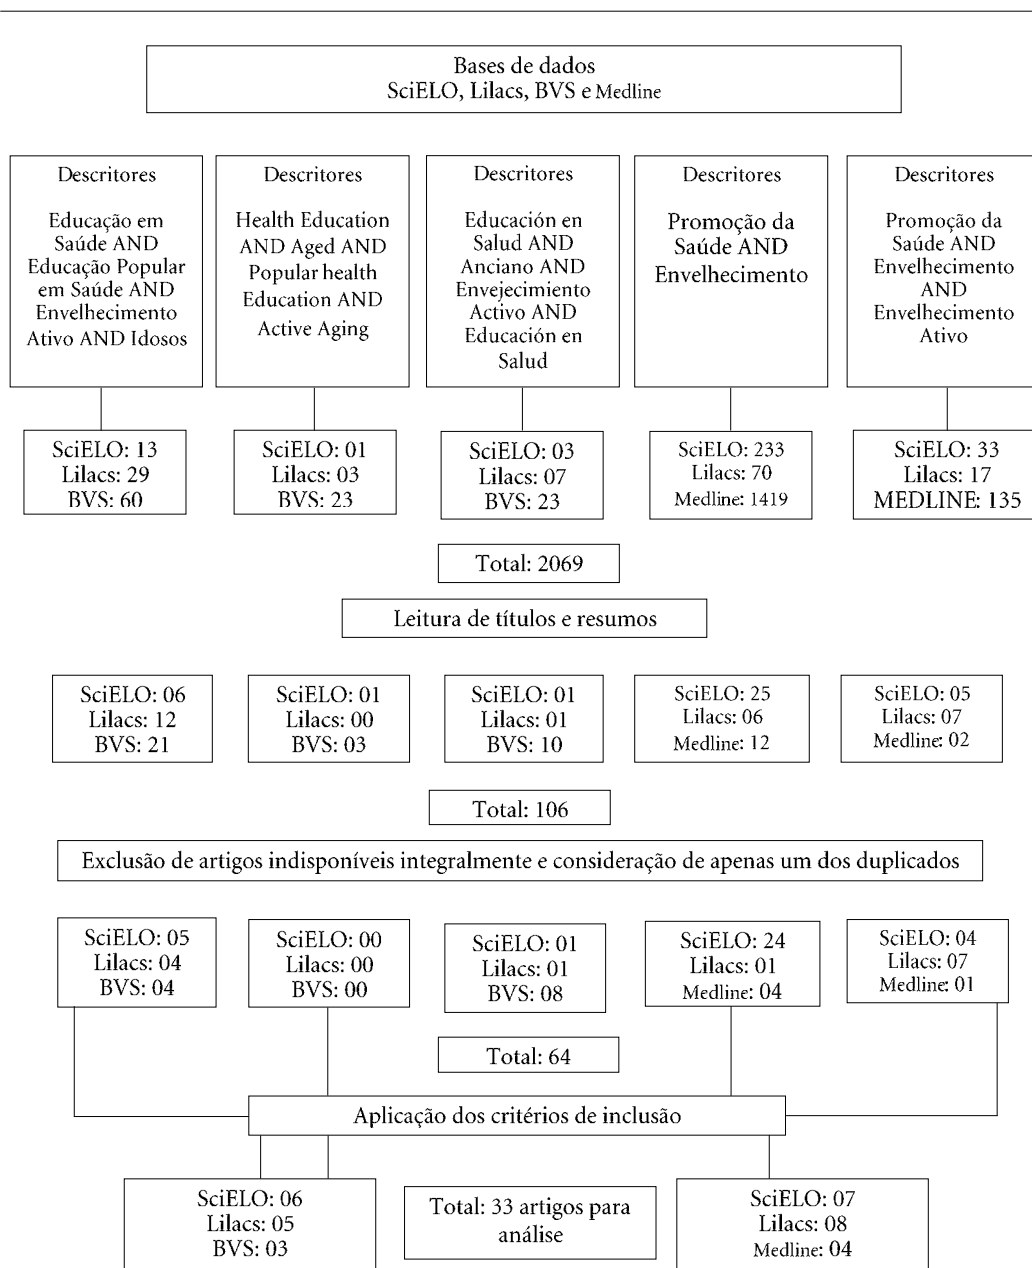 Bases de dados
SciELO, Lilacs, BVS e Medline
Descritores
Educação em
Saúde AND
Educação Popular
em Saúde AND
Envelhecimento
Ativo AND Idosos
Descritores
Health Education
AND Aged AND
Popular health
Education AND
Active Aging
Descritores
Educación en
Salud AND
Anciano AND
Envejecimiento
Activo AND
Educación en
Salud
Descritores
Promoção da
Saúde AND
Envelhecimento
Descritores
Promoção da
Saúde AND
Envelhecimento
AND
Envelhecimento
Ativo
SciELO: 13
Lilacs: 29
BVS: 60
SciELO: 01
Lilacs: 03
BVS: 23
SciELO: 03
Lilacs: 07
BVS: 23
SciELO: 233
Lilacs: 70
Medline: 1419
SciELO: 33
Lilacs: 17
MEDLINE: 135
Total: 2069
Leitura de títulos e resumos
SciELO: 06
Lilacs: 12
BVS: 21
SciELO: 01
Lilacs: 00
BVS: 03
SciELO: 01
Lilacs: 01
BVS: 10
SciELO: 25
Lilacs: 06
Medline: 12
SciELO: 05
Lilacs: 07
Medline: 02
Total: 106
Exclusão de artigos indisponíveis integralmente e consideração de apenas um dos duplicados
SciELO: 05
Lilacs: 04
BVS: 04
SciELO: 00
Lilacs: 00
BVS: 00
SciELO: 01
Lilacs: 01
BVS: 08
SciELO: 24
Lilacs: 01
Medline: 04
SciELO: 04
Lilacs: 07
Medline: 01
Total: 64
Aplicação dos critérios de inclusão
SciELO: 06
Lilacs: 05
BVS: 03
Total: 33 artigos para
análise
SciELO: 07
Lilacs: 08
Medline: 04